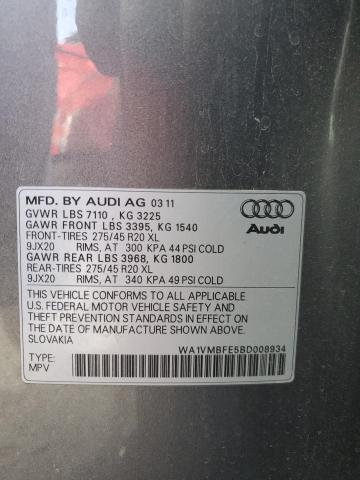 MFD. BY AUDI AG 03 11
GVWR LBS 7110 , KG 3225
GAWR FRONT LBS 3395, KG 1540
FRONT-TIRES 275/45 R20 XL
9JX20 RIMS, AT 300 KPA 44 PSI COLD
GAWR REAR LBS 3968, KG 1800
REAR-TIRES 275/45 R20 XL
9JX20 RIMS, AT 340 KPA 49 PSI COLD
Audi
THIS VEHICLE CONFORMS TO ALL APPLICABLE
U.S. FEDERAL MOTOR VEHICLE SAFETY AND
THEFT PREVENTION STANDARDS IN EFFECT ON
THE DATE OF MANUFACTURE SHOWN ABOVE.
SLOVAKIA
WA1VMBFE5BD008934
TYPE:
MPV